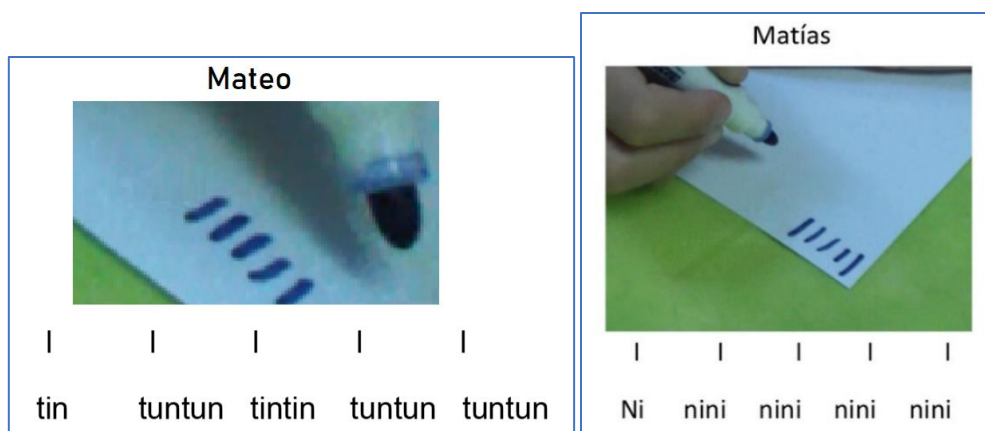 Mateo
| | | | |
tin tuntun tintin tuntun tuntun
Matías
| | | | |
Ni nini nini nini nini